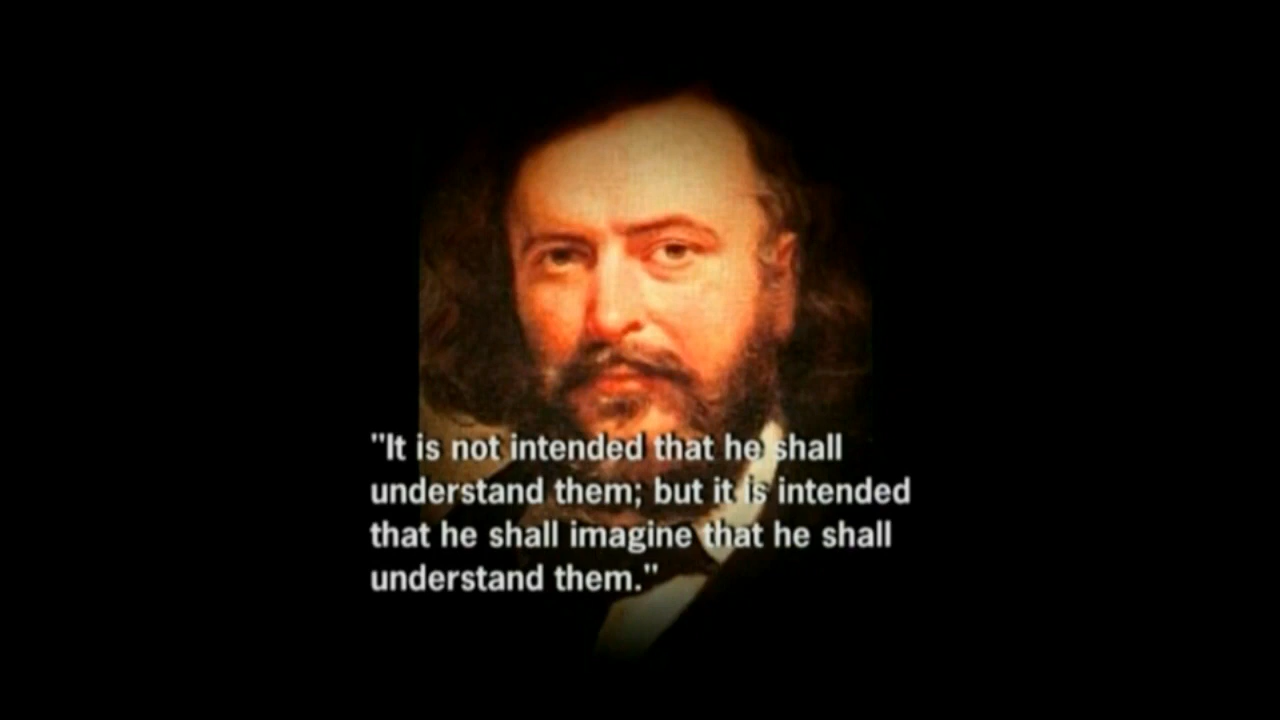 "It is not intended that he shall
understand them; but it is intended
that he shall imagine that he shall
understand them."